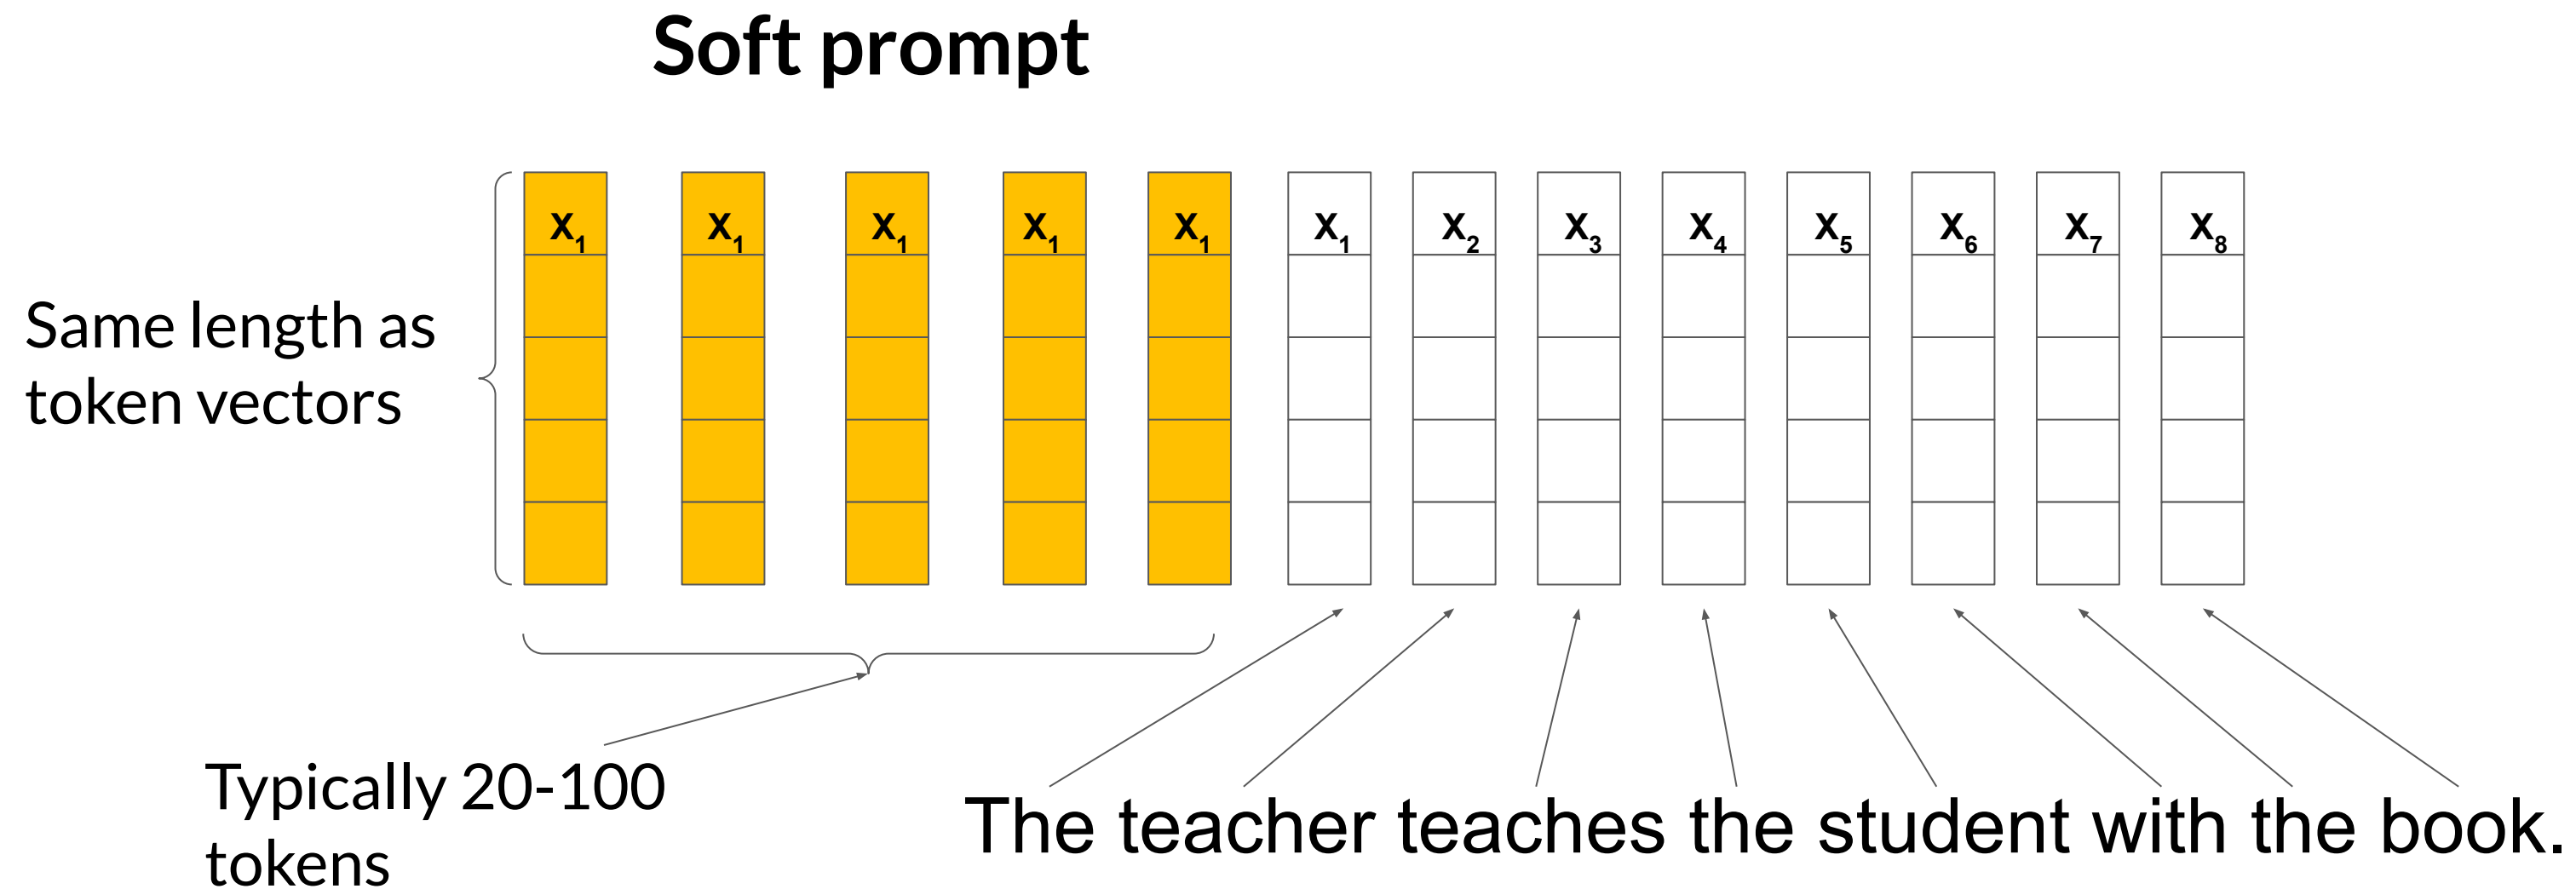 Soft prompt
X₁ X₁ X₁ X₁ X₁ X₁ X₂ X₃ X₄ X₅ X₆ X₇ X₈
Same length as
token vectors
Typically 20-100
tokens
The teacher teaches the student with the book.